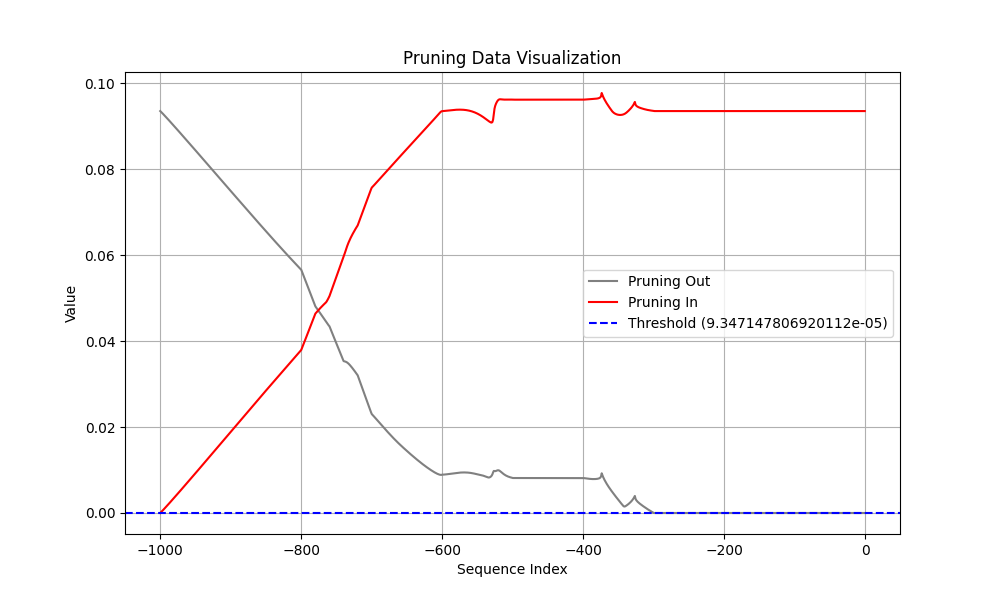 Pruning Data Visualization
0.10
0.08
0.06
0.04
0.02
0.00
Value
Pruning Out
Pruning In
Threshold (9.347147806920112e-05)
−1000
−800
−600
−400
−200
0
Sequence Index